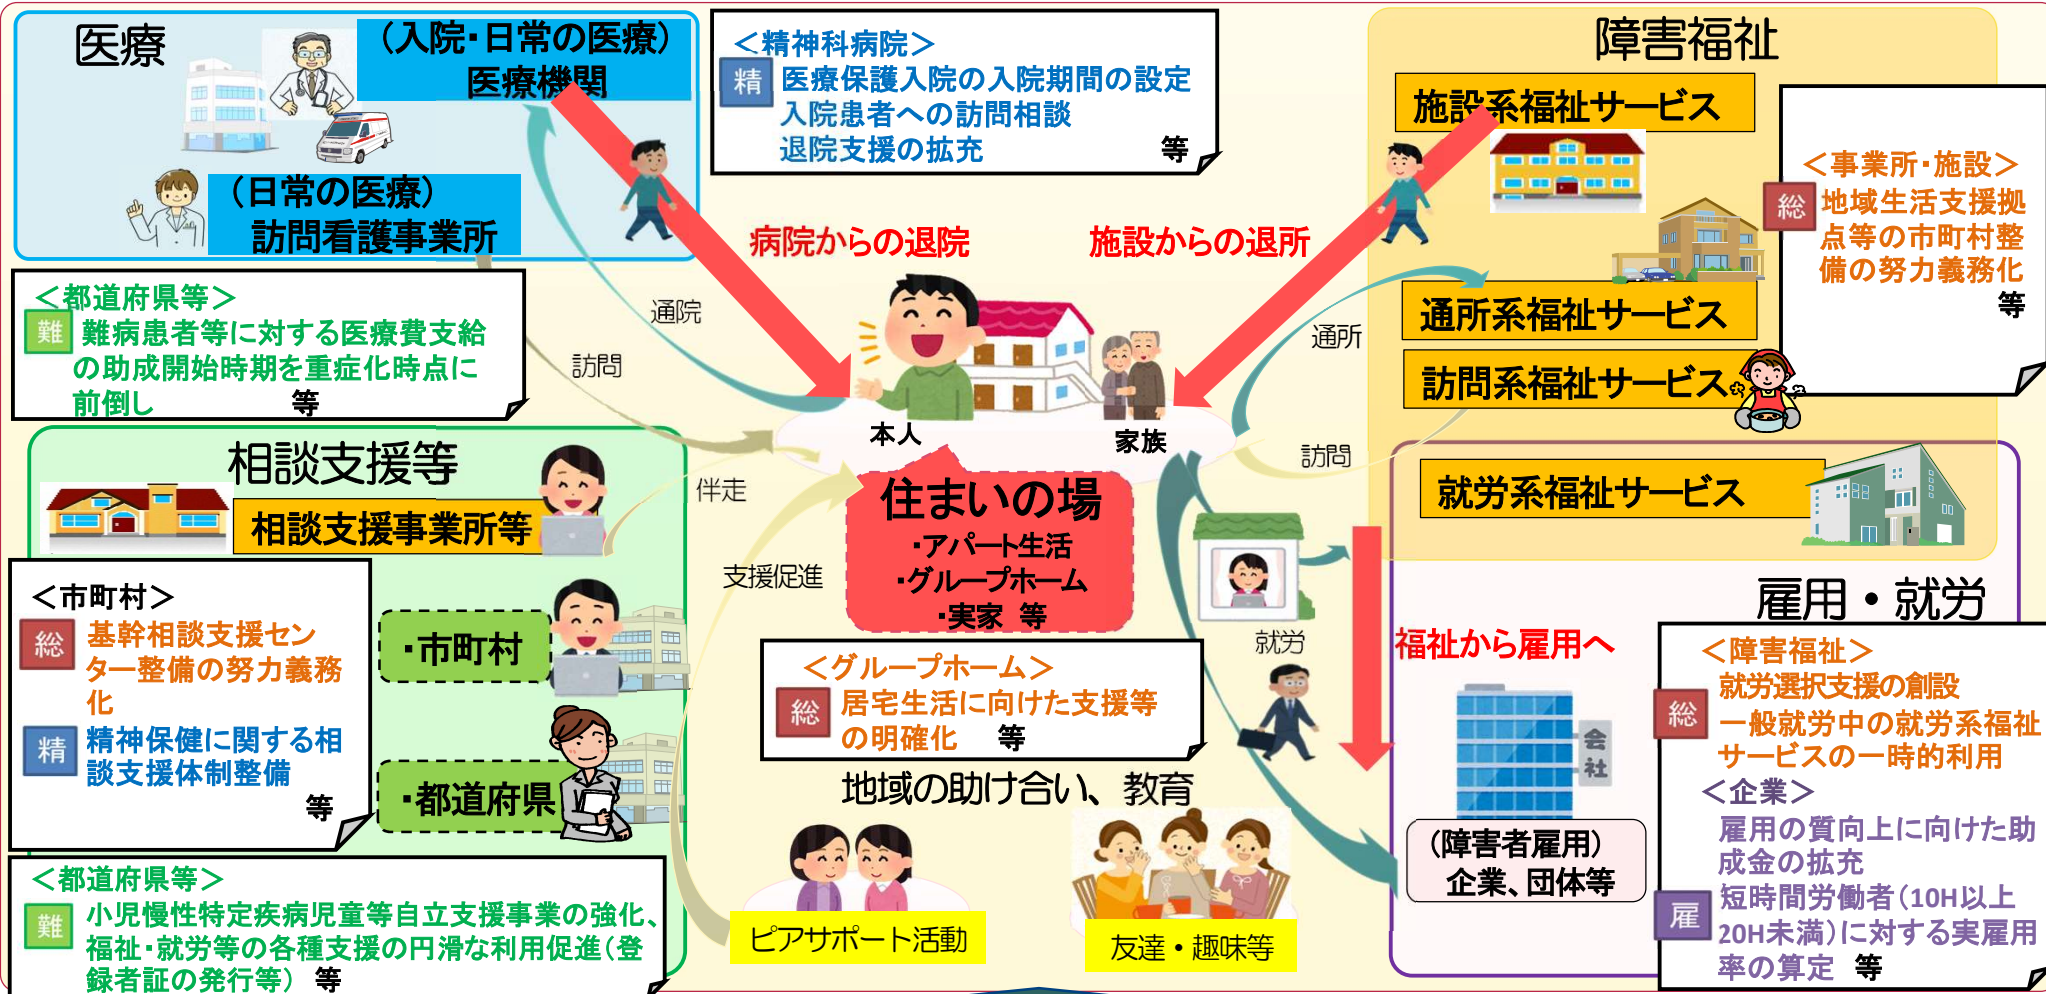 医療
（入院・日常の医療）
医療機関
（日常の医療）
訪問看護事業所
＜精神科病院＞
精
医療保護入院の入院期間の設定
入院患者への訪問相談
退院支援の拡充
等
障害福祉
施設系福祉サービス
通所系福祉サービス
訪問系福祉サービス
就労系福祉サービス
＜事業所・施設＞
総
地域生活支援拠
点等の市町村整
備の努力義務化
等
病院からの退院
施設からの退所
＜都道府県等＞
難
難病患者等に対する医療費支給
の助成開始時期を重症化時点に
前倒し　等
通院
訪問
通所
訪問
本人
家族
相談支援等
相談支援事業所等
伴走
支援促進
住まいの場
・アパート生活
・グループホーム
・実家　等
＜市町村＞
総
基幹相談支援セン
ター整備の努力義務
化
精
精神保健に関する相
談支援体制整備
等
・市町村
・都道府県
＜グループホーム＞
総
居宅生活に向けた支援等
の明確化　等
就労
福祉から雇用へ
雇用・就労
会
社
（障害者雇用）
企業、団体等
＜障害福祉＞
就労選択支援の創設
総
一般就労中の就労系福祉
サービスの一時的利用
＜企業＞
雇用の質向上に向けた助
成金の拡充
雇
短時間労働者（10H以上
20H未満）に対する実雇用
率の算定　等
地域の助け合い、教育
ピアサポート活動
友達・趣味等
＜都道府県等＞
難
小児慢性特定疾病児童等自立支援事業の強化、
福祉・就労等の各種支援の円滑な利用促進（登
録者証の発行等）　等